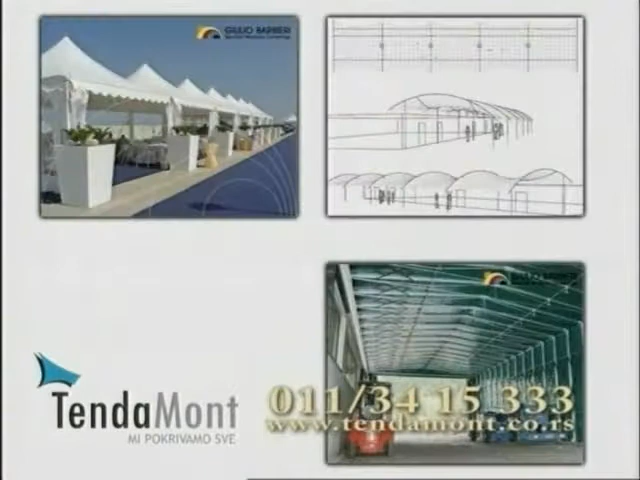 GIULIO BARBIERI
TendaMont
MI POKRIVAMO SVE
011/34 15 333
www.tendamont.co.rs